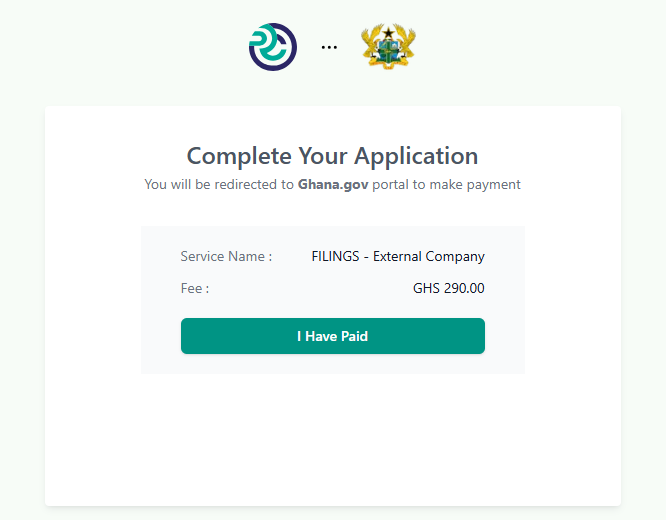 Complete Your Application
You will be redirected to Ghana.gov portal to make payment
Service Name : FILINGS - External Company
Fee : GHS 290.00
I Have Paid